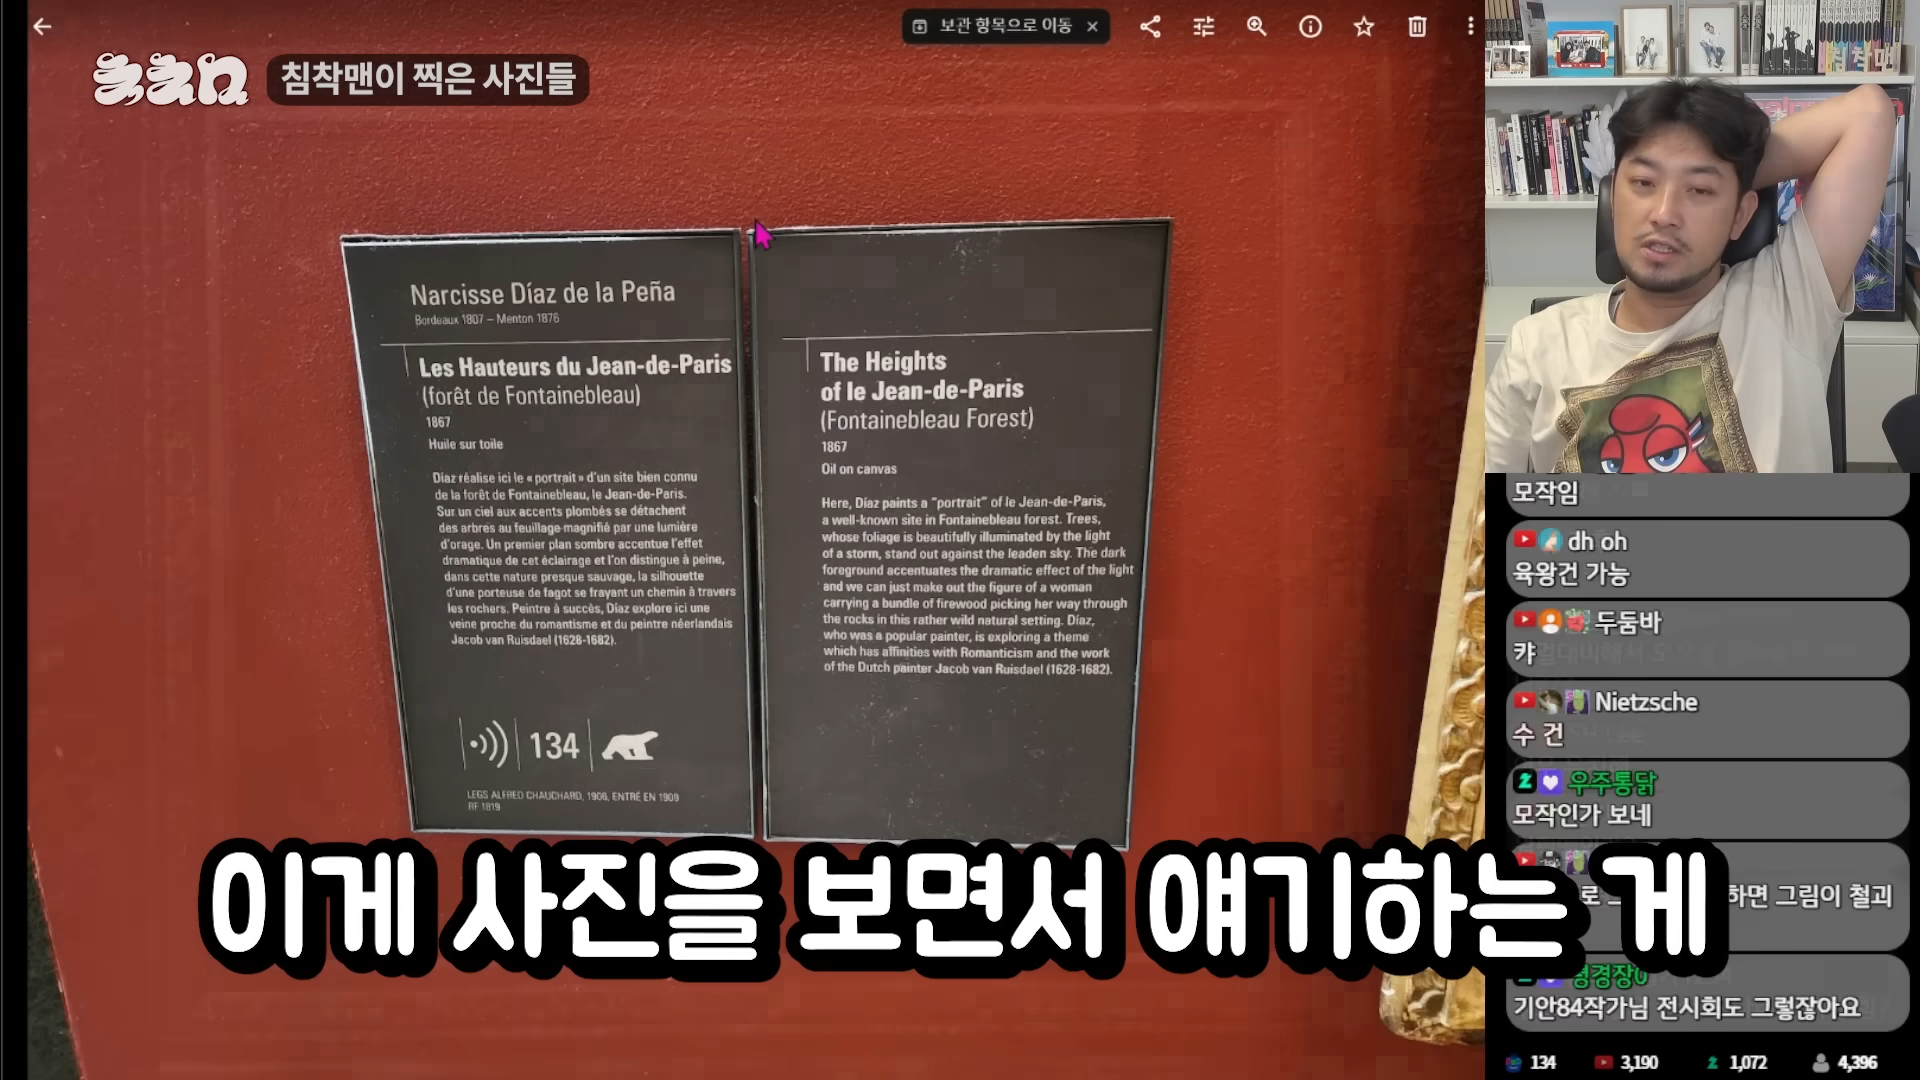 보관 항목으로 이동
침착맨이 찍은 사진들
Narcisse Díaz de la Peña
Bordeaux 1807 – Menton 1876
Les Hauteurs du Jean-de-Paris
(forêt de Fontainebleau)
1867
Huile sur toile
Díaz réalise ici le « portrait » d'un site bien connu
de la forêt de Fontainebleau, le Jean-de-Paris.
Sur un ciel aux accents plombés se détachent
des arbres au feuillage magnifié par une lumière
d'orage. Un premier plan sombre accentue l'effet
dramatique de cet éclairage et l'on distingue à peine,
dans cette nature presque sauvage, la silhouette
d'une porteuse de fagot se frayant un chemin à travers
les rochers. Peintre à succès, Díaz explore ici une
veine proche du romantisme et du peintre néerlandais
Jacob van Ruisdael (1628-1682).
134
LEGS ALFRED CHAUCHARD, 1906, ENTRÉ EN 1909
RF 1819
The Heights
of le Jean-de-Paris
(Fontainebleau Forest)
1867
Oil on canvas
Here, Díaz paints a "portrait" of le Jean-de-Paris,
a well-known site in Fontainebleau forest. Trees,
whose foliage is beautifully illuminated by the light
of a storm, stand out against the leaden sky. The dark
foreground accentuates the dramatic effect of the light
and we can just make out the figure of a woman
carrying a bundle of firewood picking her way through
the rocks in this rather wild natural setting. Díaz,
who was a popular painter, is exploring a theme
which has affinities with Romanticism and the work
of the Dutch painter Jacob van Ruisdael (1628-1682).
이게 사진을 보면서 얘기하는 게
모작임
dh oh
육왕건 가능
두둠바
캬
Nietzsche
수 건
우주통닭
모작인가 보네
하면 그림이 철괴
형경장0
기안84작가님 전시회도 그렇잖아요
134
3,190
1,072
4,396